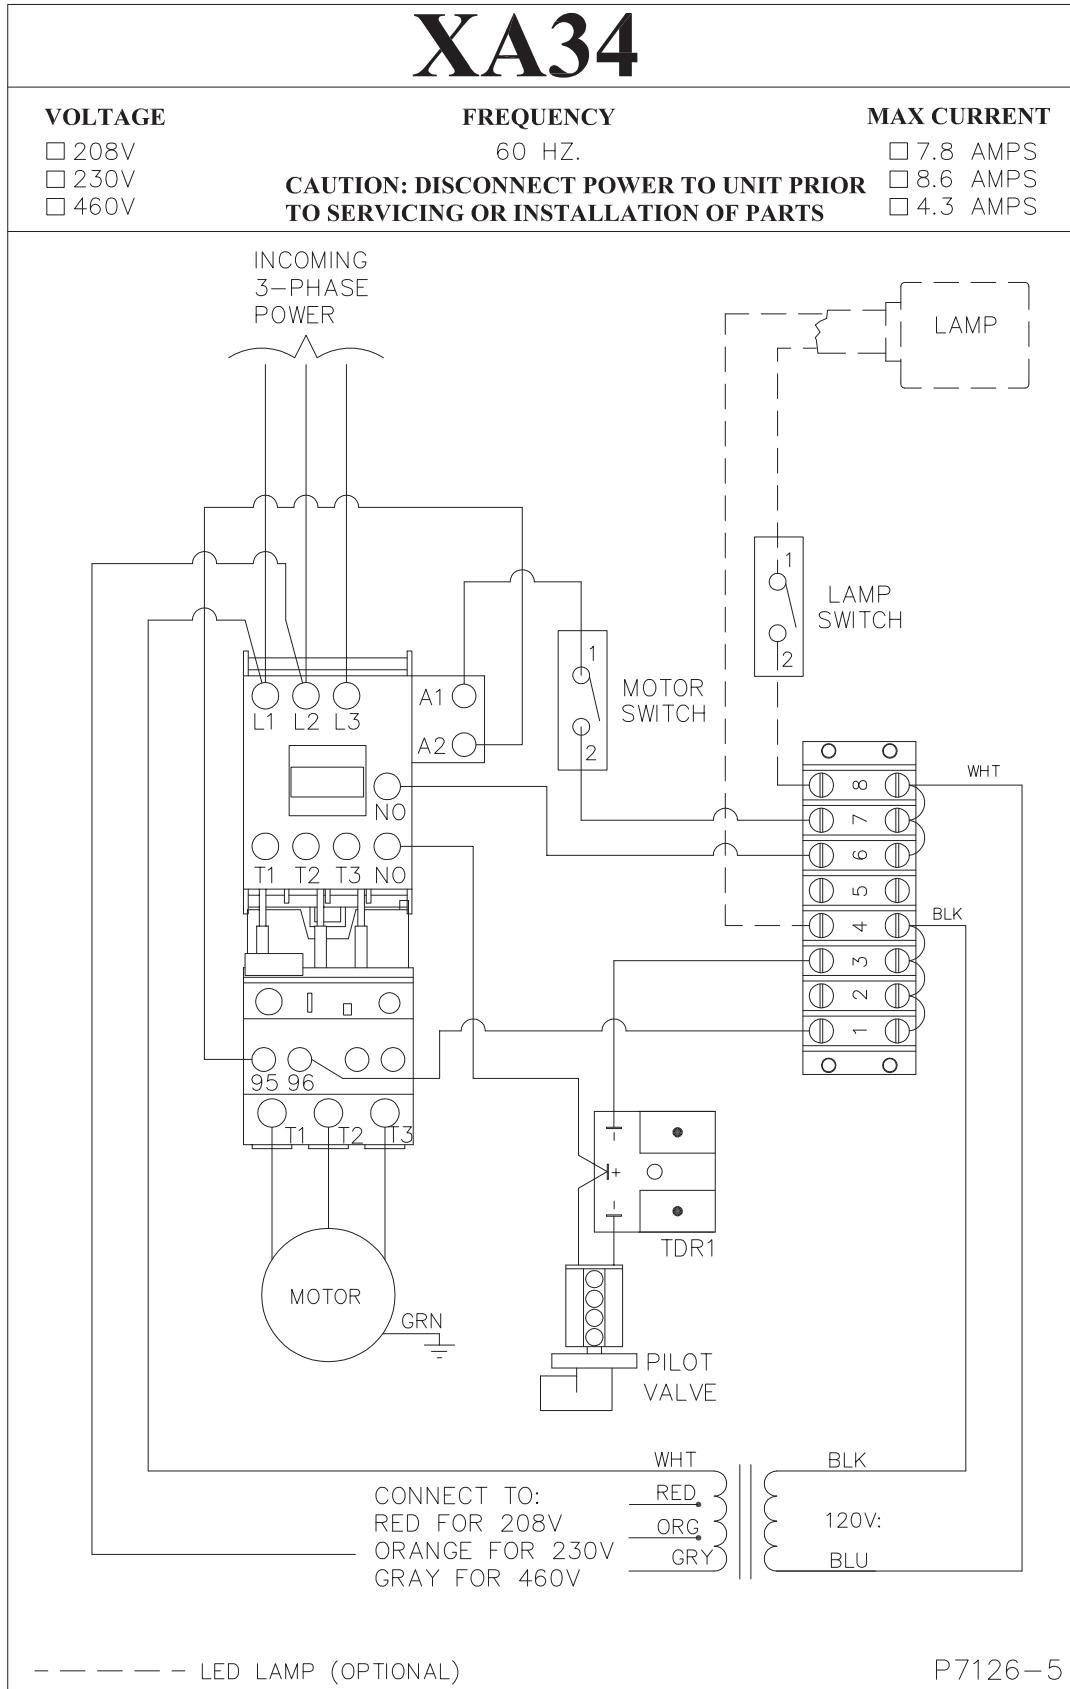 XA34
VOLTAGE
□ 208V
□ 230V
□ 460V
FREQUENCY
60 HZ.
CAUTION: DISCONNECT POWER TO UNIT PRIOR
TO SERVICING OR INSTALLATION OF PARTS
MAX CURRENT
□ 7.8 AMPS
□ 8.6 AMPS
□ 4.3 AMPS
INCOMING
3-PHASE
POWER
LAMP
1
LAMP
SWITCH
2
1
MOTOR
SWITCH
2
L1 L2 L3
A1
A2
NO
T1 T2 T3 NO
WHT
8
7
6
5
BLK
4
3
2
1
95 96
T1 T2 T3
-
+
-
TDR1
MOTOR
GRN
PILOT
VALVE
WHT
RED
ORG
GRY
CONNECT TO:
RED FOR 208V
ORANGE FOR 230V
GRAY FOR 460V
BLK
120V:
BLU
LED LAMP (OPTIONAL)
P7126-5